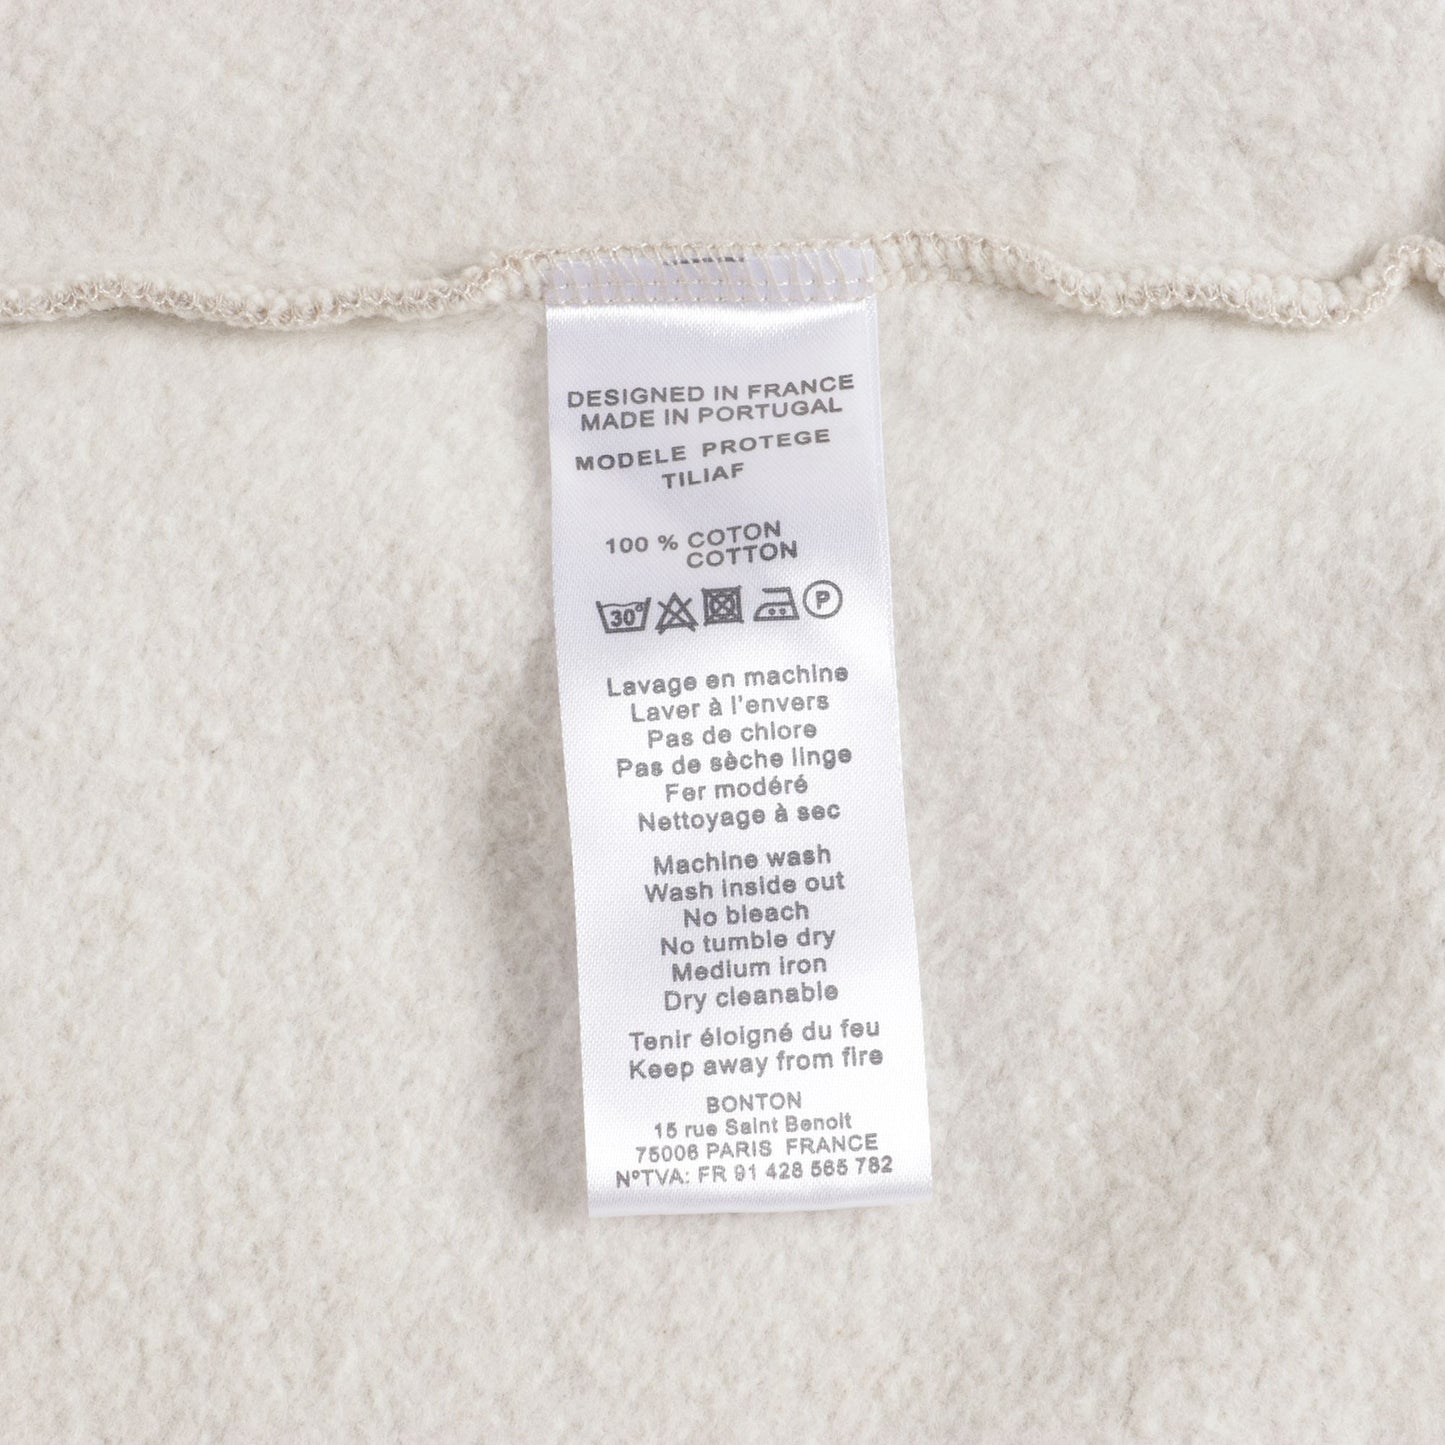 DESIGNED IN FRANCE
MADE IN PORTUGAL
MODELE PROTEGE
TILIAF
100 % COTON
COTTON
30° P
Lavage en machine
Laver à l'envers
Pas de chlore
Pas de sèche linge
Fer modéré
Nettoyage à sec
Machine wash
Wash inside out
No bleach
No tumble dry
Medium iron
Dry cleanable
Tenir éloigné du feu
Keep away from fire
BONTON
15 rue Saint Benoit
75006 PARIS FRANCE
N°TVA: FR 91 428 565 782